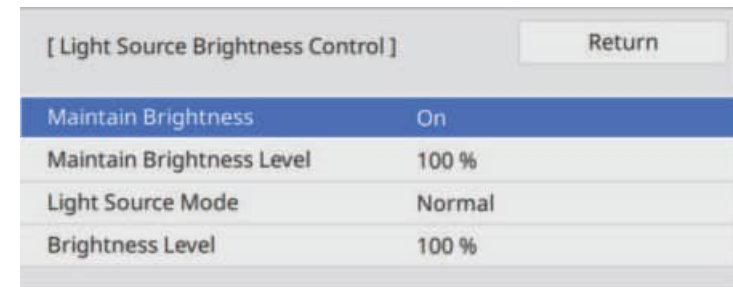 [ Light Source Brightness Control ] Return
Maintain Brightness On
Maintain Brightness Level 100 %
Light Source Mode Normal
Brightness Level 100 %